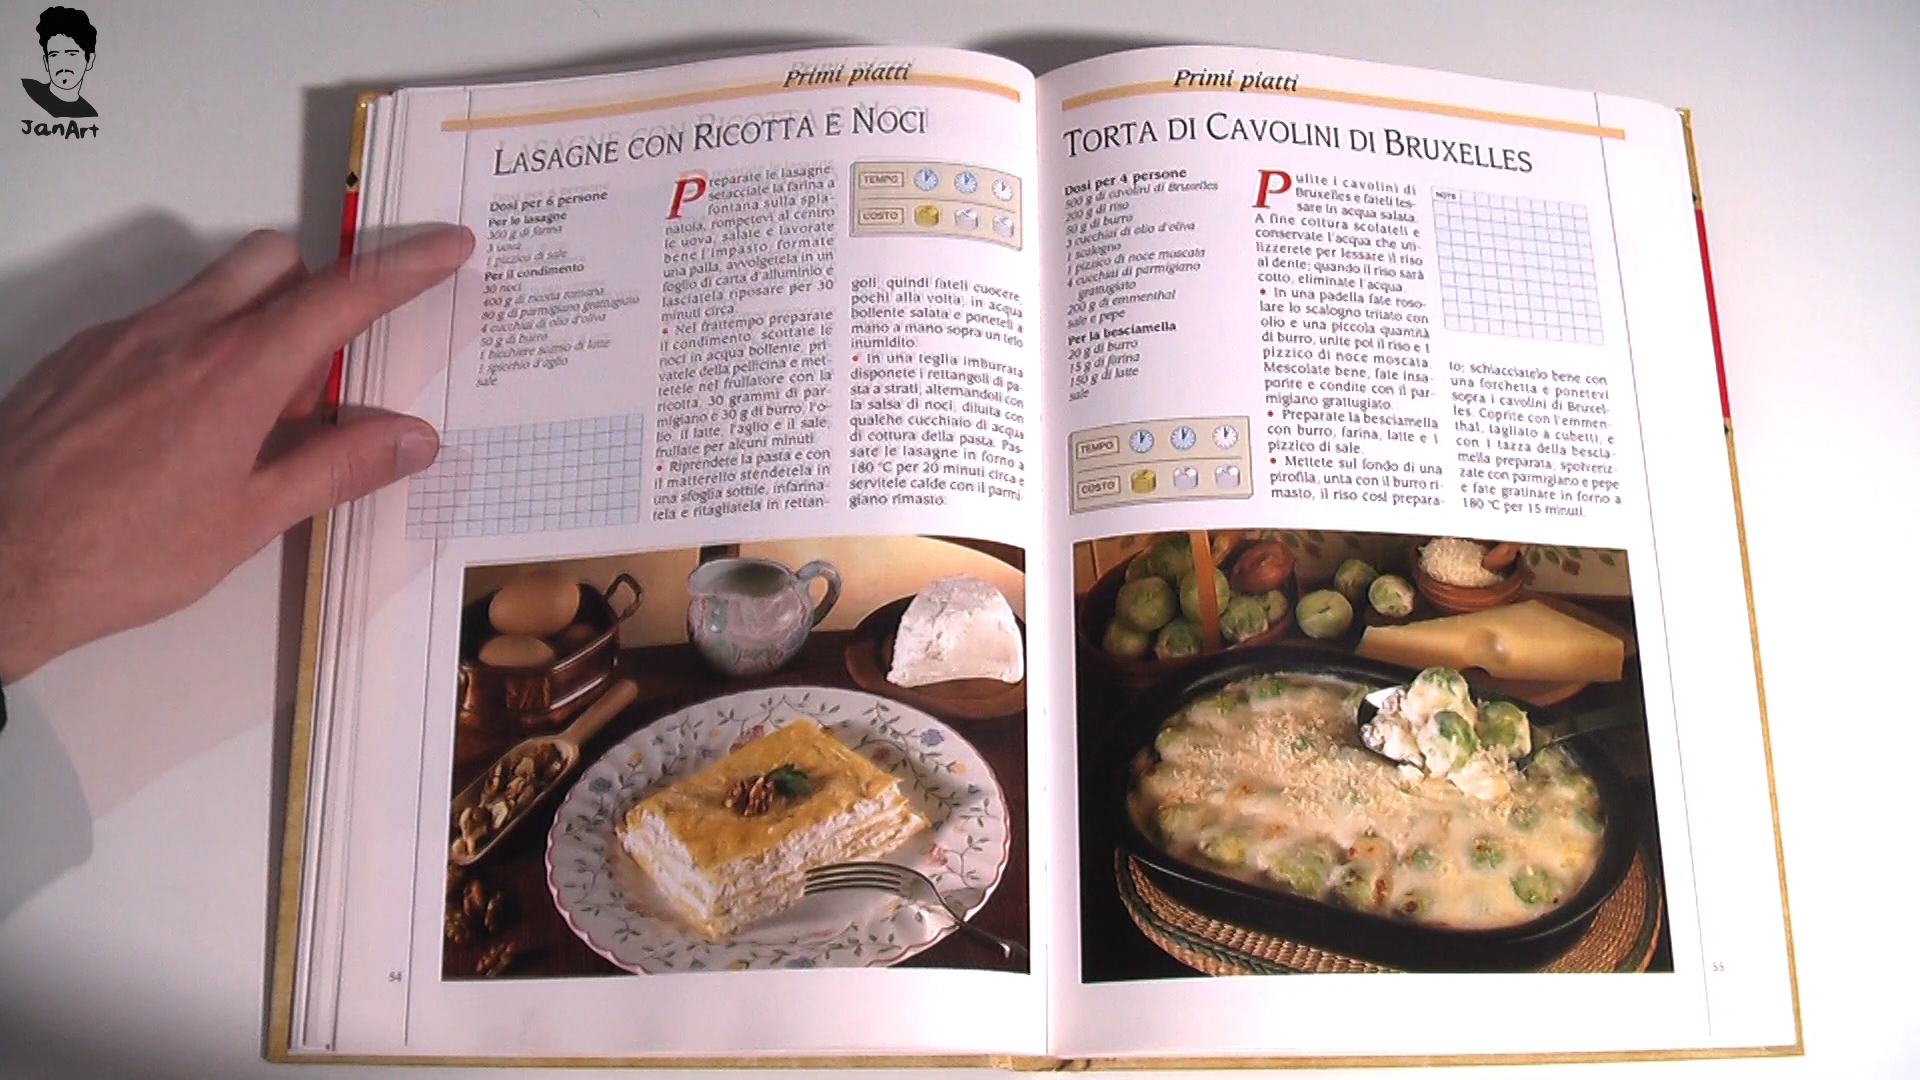 JanArt
Primi piatti
LASAGNE CON RICOTTA E NOCI
Dosi per 6 persone
Per le lasagne
300 g di farina
3 uova
1 pizzico di sale
Per il condimento
30 noci
400 g di ricotta romana
80 g di parmigiano grattugiato
4 cucchiai di olio d'oliva
50 g di burro
1 bicchiere scarso di latte
1 spicchio d'aglio
sale
Preparate le lasagne
setacciate la farina a
fontana sulla spia-
natoia, rompetevi al centro
le uova, salate e lavorate
bene l'impasto, formate
una palla, avvolgetela in un
foglio di carta d'alluminio e
lasciatela riposare per 30
minuti circa.
• Nel frattempo preparate
il condimento: scottate le
noci in acqua bollente, pri-
vatele della pellicina e met-
tetele nel frullatore con la
ricotta, 30 grammi di par-
migiano e 30 g di burro, l'o-
lio, il latte, l'aglio e il sale,
frullate per alcuni minuti.
• Riprendete la pasta e con
il matterello stendetela in
una sfoglia sottile, infarina-
tela e ritagliatela in rettan-
TEMPO
COSTO
goli, quindi fateli cuocere,
pochi alla volta, in acqua
bollente salata e poneteli a
mano a mano sopra un telo
inumidito.
• In una teglia imburrata
disponete i rettangoli di pa-
sta a strati, alternandoli con
la salsa di noci, diluita con
qualche cucchiaio di acqua
di cottura della pasta. Pas-
sate le lasagne in forno a
180 °C per 20 minuti circa e
servitele calde con il parmi-
giano rimasto.
54
Primi piatti
TORTA DI CAVOLINI DI BRUXELLES
Dosi per 4 persone
500 g di cavolini di Bruxelles
200 g di riso
50 g di burro
3 cucchiai di olio d'oliva
1 scalogno
1 pizzico di noce moscata
4 cucchiai di parmigiano
grattugiato
200 g di emmenthal
sale e pepe
Per la besciamella
20 g di burro
15 g di farina
150 g di latte
sale
TEMPO
COSTO
Pulite i cavolini di
Bruxelles e fateli les-
sare in acqua salata.
A fine cottura scolateli e
conservate l'acqua che uti-
lizzerete per lessare il riso
al dente; quando il riso sarà
cotto, eliminate l'acqua.
• In una padella fate roso-
lare lo scalogno tritato con
olio e una piccola quantità
di burro, unite poi il riso e 1
pizzico di noce moscata.
Mescolate bene, fate insa-
porire e condite con il par-
migiano grattugiato.
• Preparate la besciamella
con burro, farina, latte e 1
pizzico di sale.
• Mettete sul fondo di una
pirofila, unta con il burro ri-
masto, il riso così prepara-
NOTE
to; schiacciatelo bene con
una forchetta e ponetevi
sopra i cavolini di Bruxel-
les. Coprite con l'emmen-
thal, tagliato a cubetti, e
con 1 tazza della bescia-
mella preparata, spolveriz-
zate con parmigiano e pepe
e fate gratinare in forno a
180 °C per 15 minuti.
55